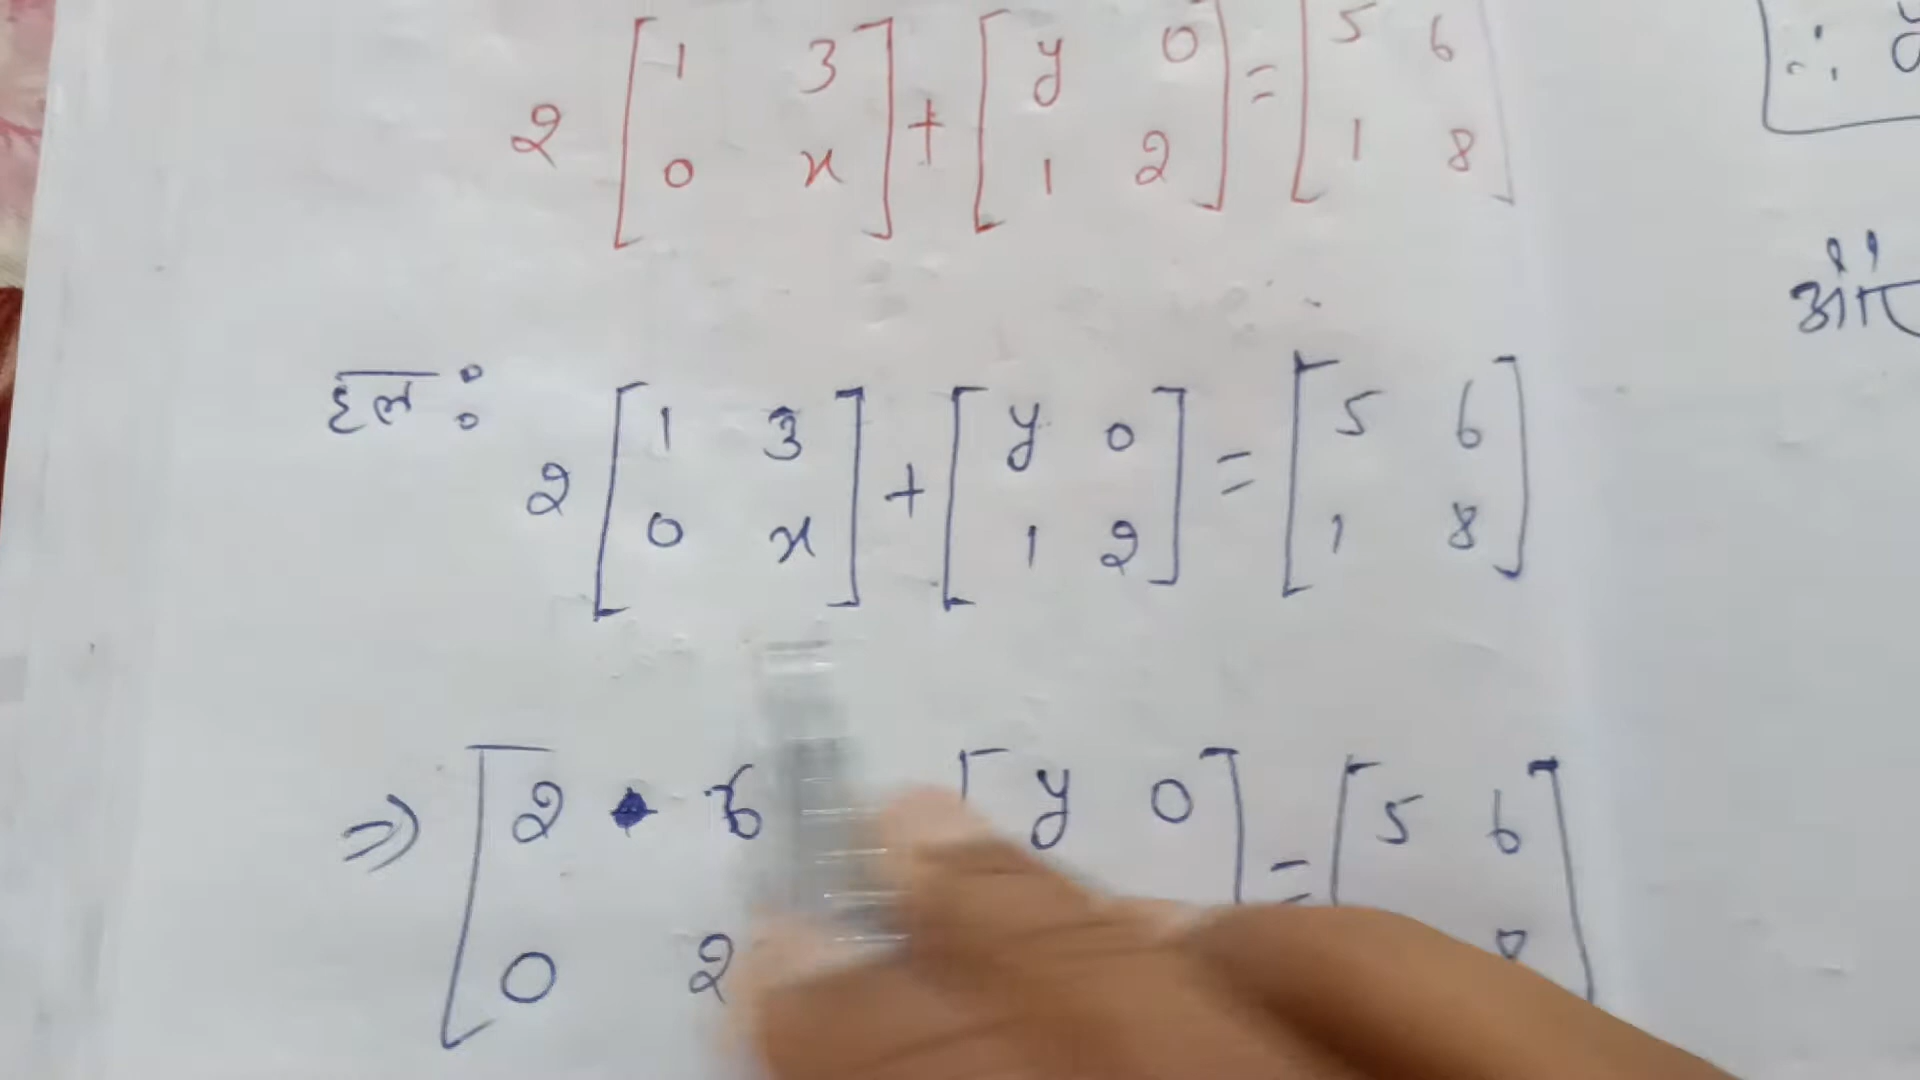 2 [1 3
0 x] + [y 0
1 2] = [5 6
1 8]
हल : 2 [1 3
0 x] + [y 0
1 2] = [5 6
1 8]
⇒ [2 6 [y 0] = [5 6]
0 2
∴
और